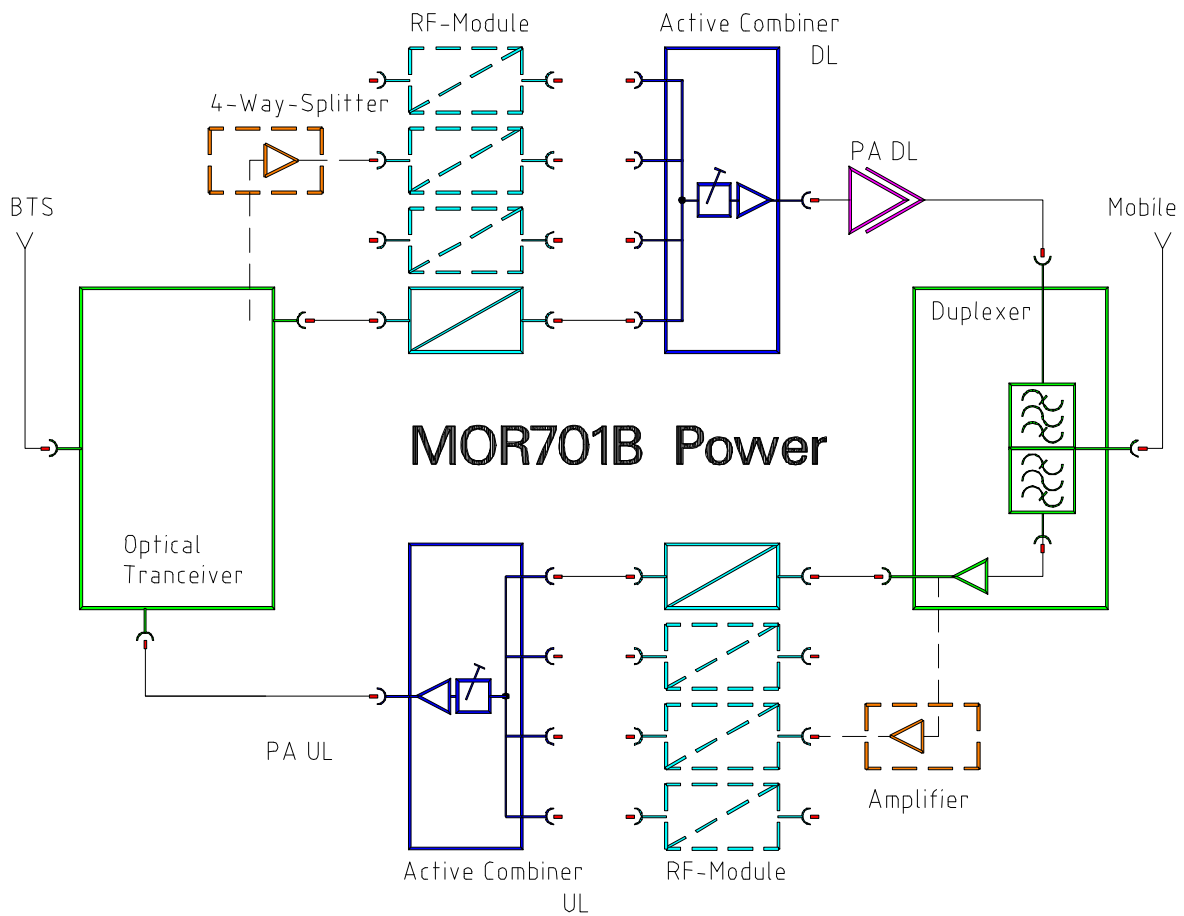 RF-Module
Active Combiner
DL
4-Way-Splitter
PA DL
BTS
Mobile
Duplexer
MOR701B Power
Optical
Tranceiver
PA UL
Amplifier
Active Combiner
UL
RF-Module